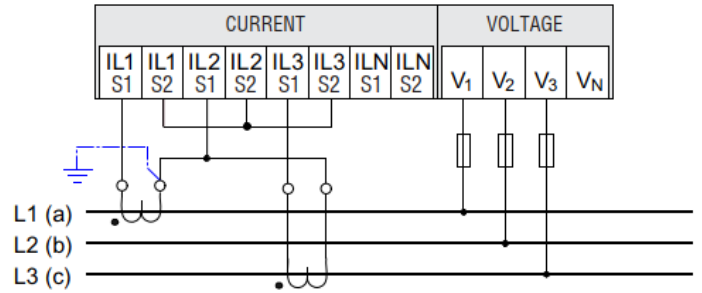 CURRENT VOLTAGE
IL1 IL1 IL2 IL2 IL3 IL3 ILN ILN
S1 S2 S1 S2 S1 S2 S1 S2
V1 V2 V3 VN
L1 (a)
L2 (b)
L3 (c)